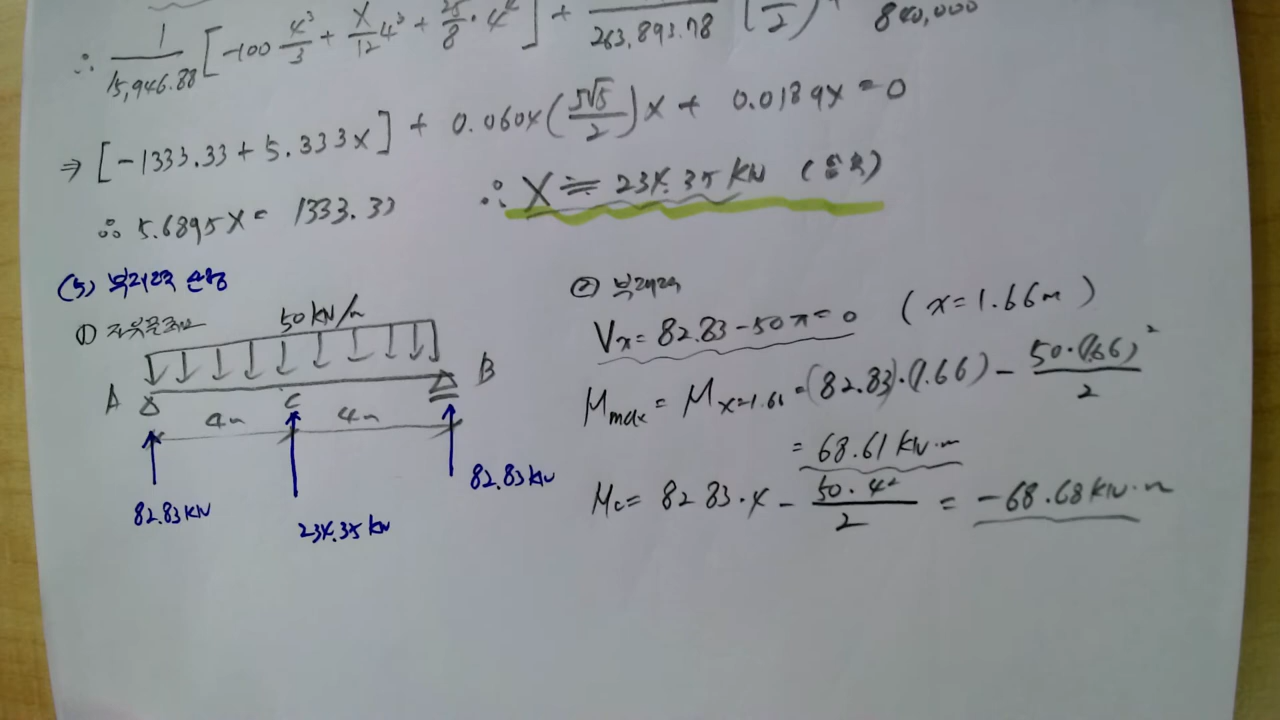 ∴ 1/15,946.88 [-100 4³/3 + X/12 4³ + 25/8 · 4⁴] + /263,893.78 ( /2) 840,000
⇒ [-1333.33 + 5.333X] + 0.060x(5√5/2)X + 0.0189X = 0
∴ 5.6895X = 1333.33 ∴ X ≒ 234.35 kN (압축)
(5) 부재력 산정
① 자유물체도
50 kN/m
A B
C
4m 4m
82.83 kN
234.35 kN
82.83 kN
② 부재력
Vx = 82.83 - 50x = 0 (x = 1.66m)
Mmax = Mx=1.66 = (82.83)·(1.66) - 50·(1.66)²/2
= 68.61 kN·m
Mc = 82.83·4 - 50·4²/2 = -68.68 kN·m